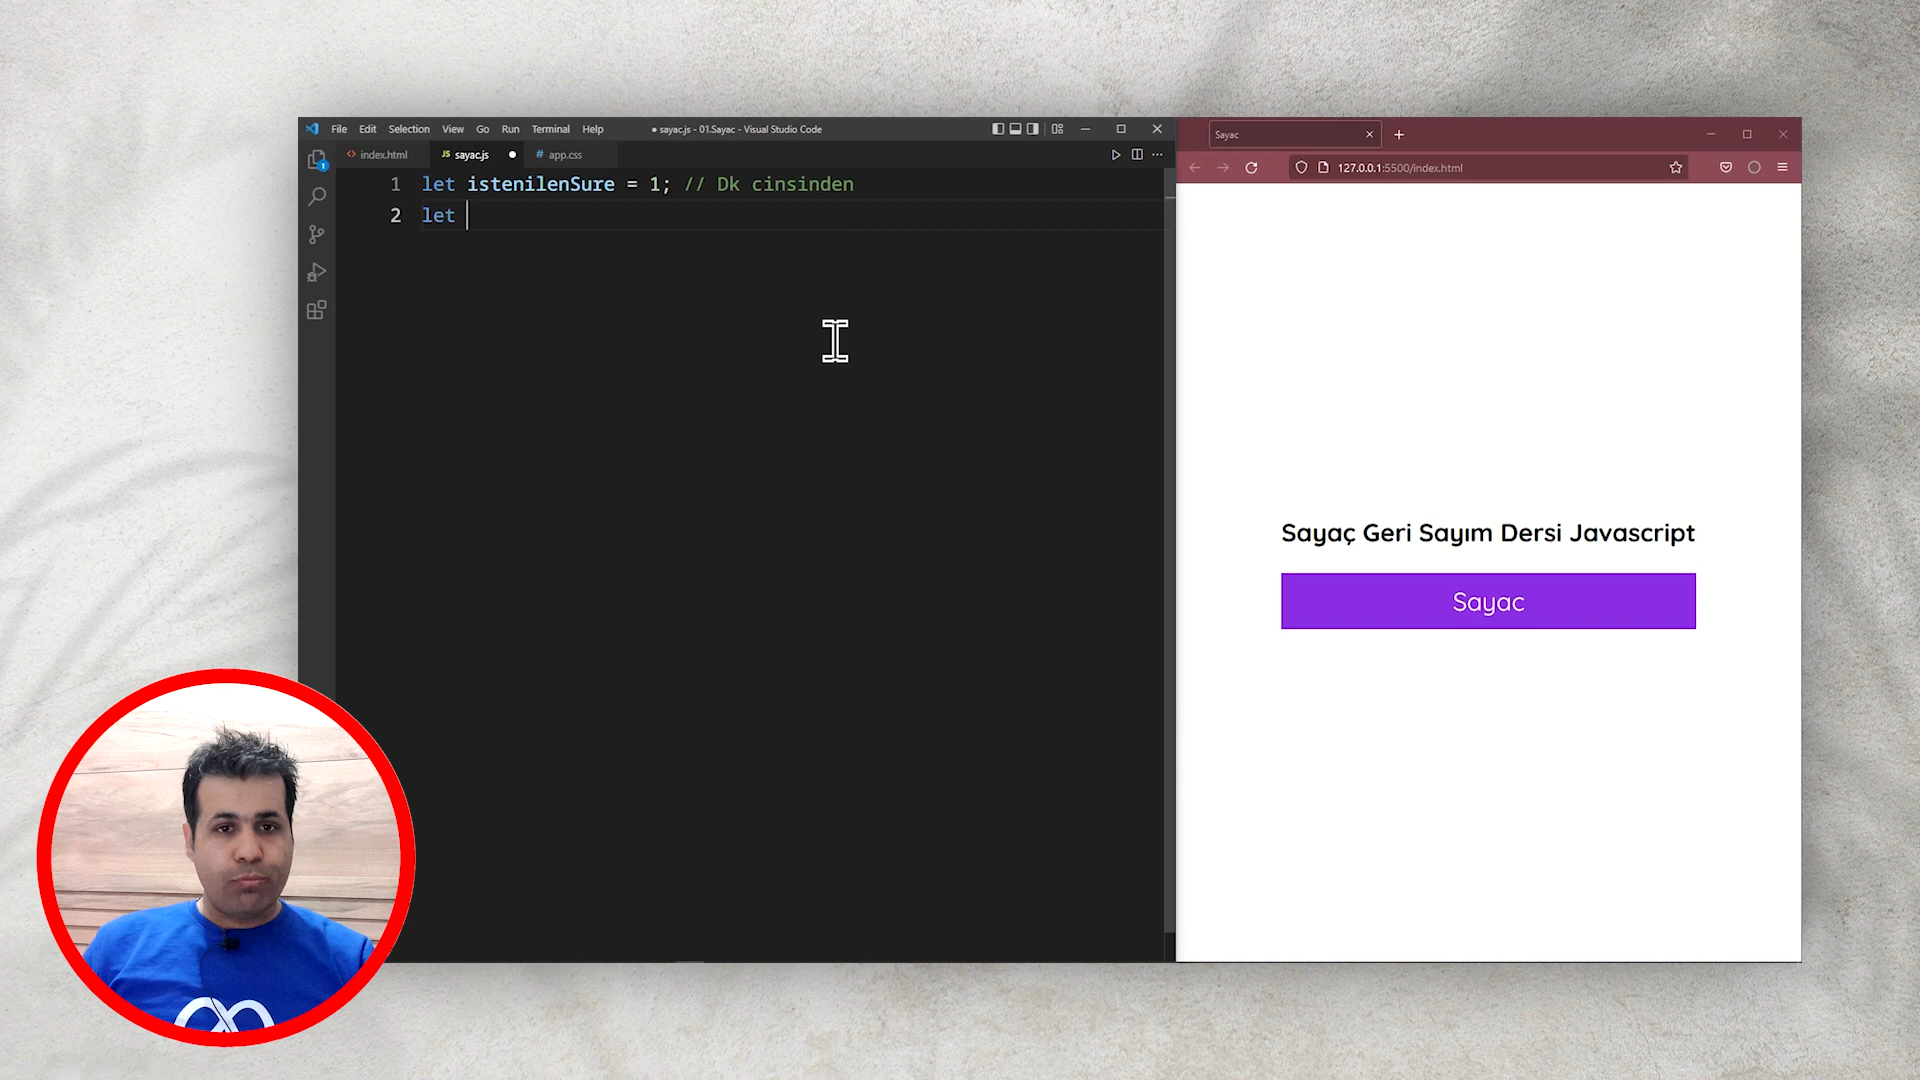 File Edit Selection View Go Run Terminal Help
● sayac.js - 01.Sayac - Visual Studio Code
index.html
JS sayac.js
# app.css
1 let istenilenSure = 1; // Dk cinsinden
2 let
1
Sayac
127.0.0.1:5500/index.html
Sayaç Geri Sayım Dersi Javascript
Sayac